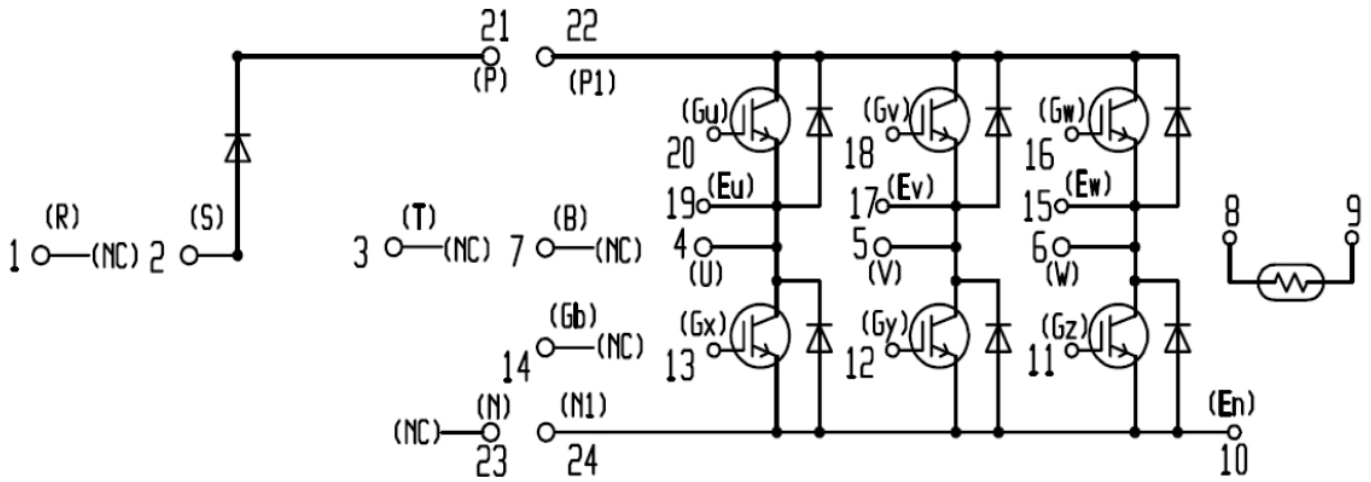 21 22
(P) (P1)
(Gu) (Gv) (Gw)
20 18 16
19 (Eu) 17 (Ev) 15 (Ew)
(R) (S) (T) (B) 8 9
1 (NC) 2 3 (NC) 7 (NC) 4 5 6
(U) (V) (W)
(Gb) (Gx) (Gy) (Gz)
14 (NC) 13 12 11
(N) (N1) (En)
(NC) 23 24 10